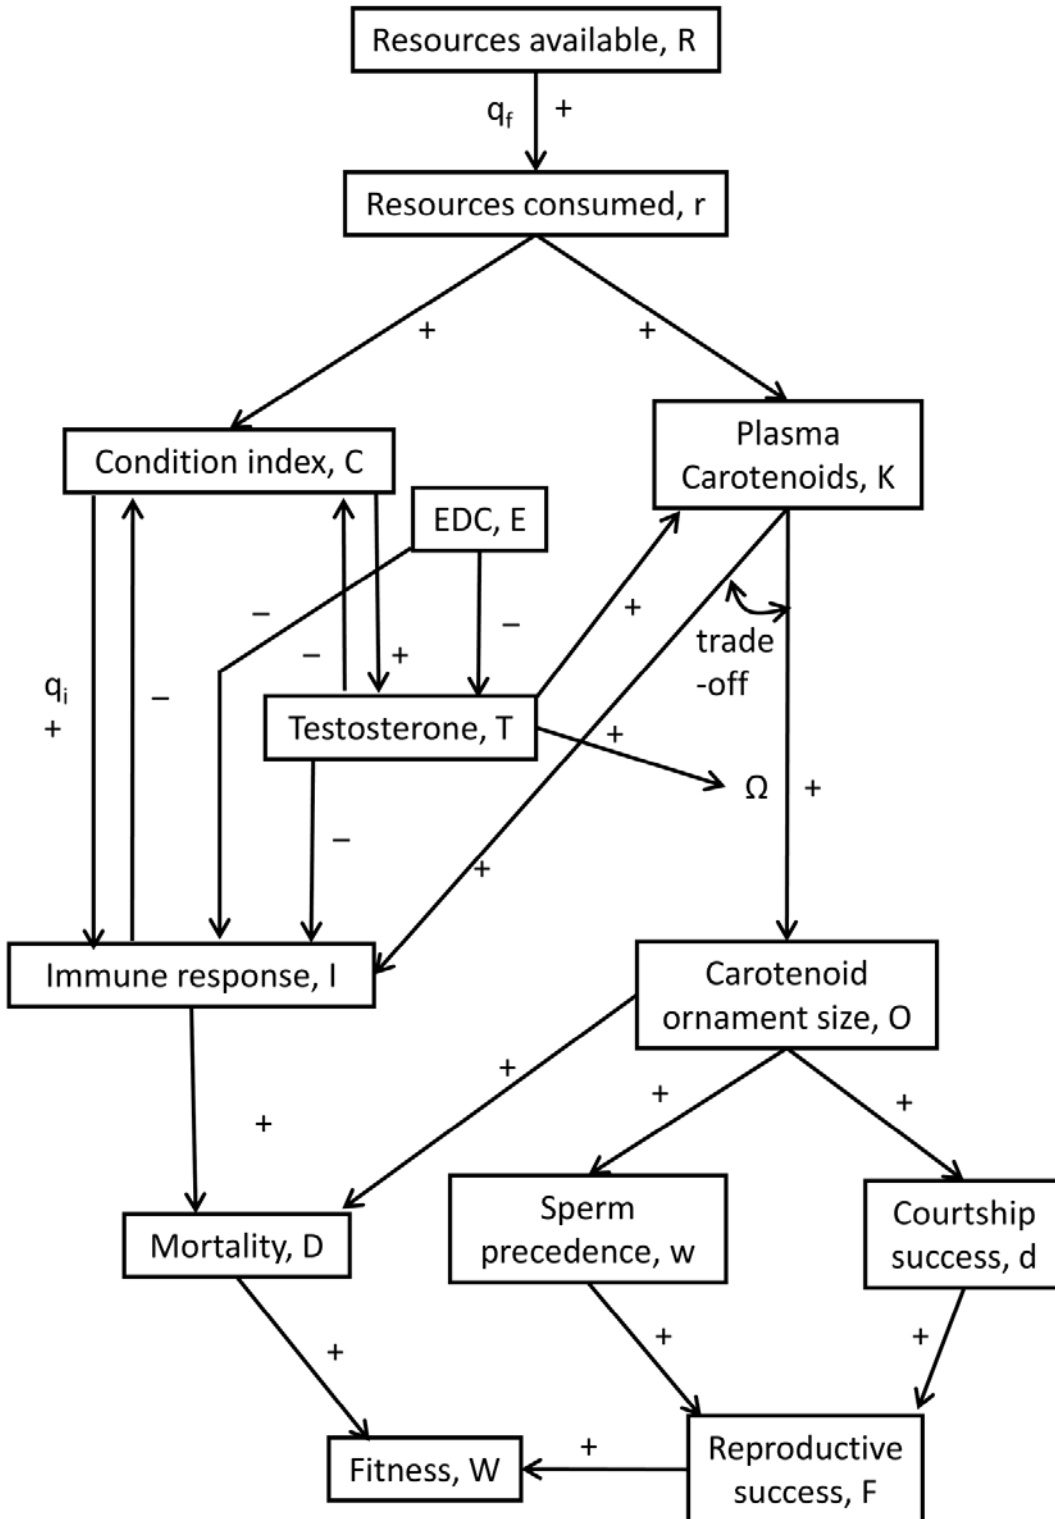 Resources available, R
q_f +
Resources consumed, r
+ +
Plasma
Carotenoids, K
Condition index, C
EDC, E
–
–
–
+
+
trade
-off
q_i
+
–
Testosterone, T
+
Ω
+
–
+
Immune response, I
Carotenoid
ornament size, O
+
+
+
+
Sperm
precedence, w
Courtship
success, d
Mortality, D
+
+
+
+
Fitness, W
Reproductive
success, F